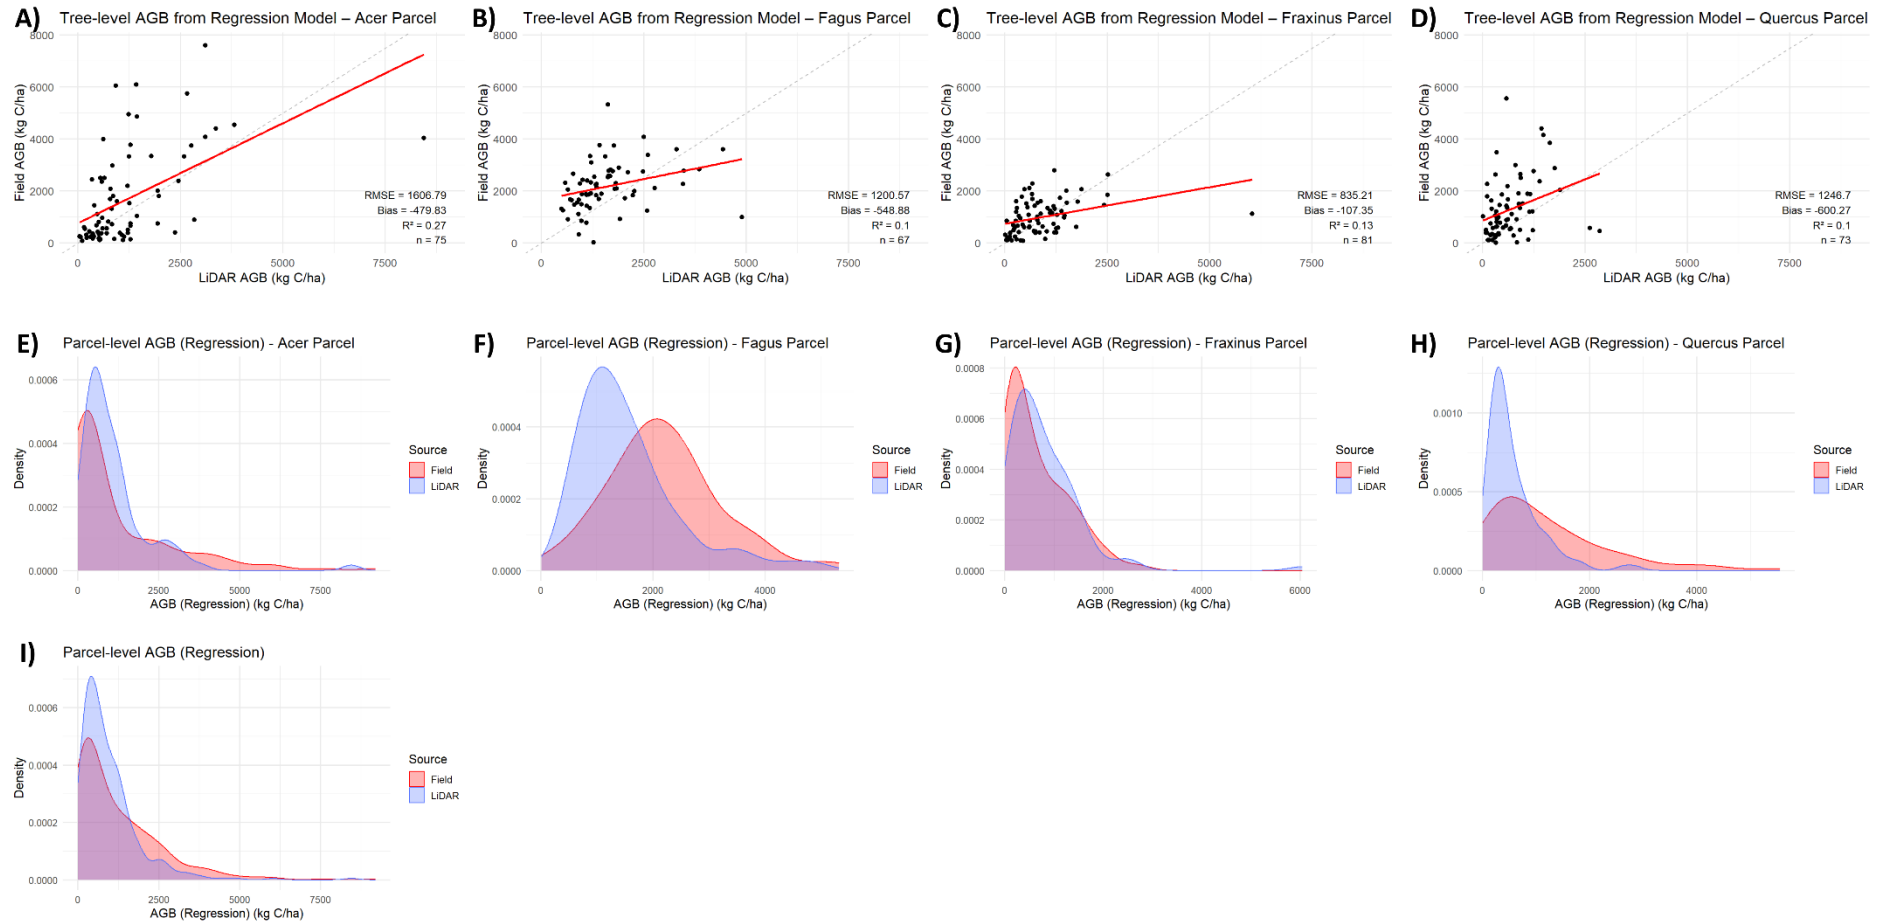 A) Tree-level AGB from Regression Model – Acer Parcel
8000
6000
4000
2000
0
Field AGB (kg C/ha)
RMSE = 1606.79
Bias = -479.83
R² = 0.27
n = 75
0 2500 5000 7500
LiDAR AGB (kg C/ha)
B) Tree-level AGB from Regression Model – Fagus Parcel
8000
6000
4000
2000
0
Field AGB (kg C/ha)
RMSE = 1200.57
Bias = -548.88
R² = 0.1
n = 67
0 2500 5000 7500
LiDAR AGB (kg C/ha)
C) Tree-level AGB from Regression Model – Fraxinus Parcel
8000
6000
4000
2000
0
Field AGB (kg C/ha)
RMSE = 835.21
Bias = -107.35
R² = 0.13
n = 81
0 2500 5000 7500
LiDAR AGB (kg C/ha)
D) Tree-level AGB from Regression Model – Quercus Parcel
8000
6000
4000
2000
0
Field AGB (kg C/ha)
RMSE = 1246.7
Bias = -600.27
R² = 0.1
n = 73
0 2500 5000 7500
LiDAR AGB (kg C/ha)
E) Parcel-level AGB (Regression) - Acer Parcel
0.0006
0.0004
0.0002
0.0000
Density
0 2500 5000 7500
AGB (Regression) (kg C/ha)
Source
Field
LiDAR
F) Parcel-level AGB (Regression) - Fagus Parcel
0.0004
0.0002
0.0000
Density
0 2000 4000
AGB (Regression) (kg C/ha)
Source
Field
LiDAR
G) Parcel-level AGB (Regression) - Fraxinus Parcel
0.0008
0.0006
0.0004
0.0002
0.0000
Density
0 2000 4000 6000
AGB (Regression) (kg C/ha)
Source
Field
LiDAR
H) Parcel-level AGB (Regression) - Quercus Parcel
0.0010
0.0005
0.0000
Density
0 2000 4000
AGB (Regression) (kg C/ha)
Source
Field
LiDAR
I) Parcel-level AGB (Regression)
0.0006
0.0004
0.0002
0.0000
Density
0 2500 5000 7500
AGB (Regression) (kg C/ha)
Source
Field
LiDAR